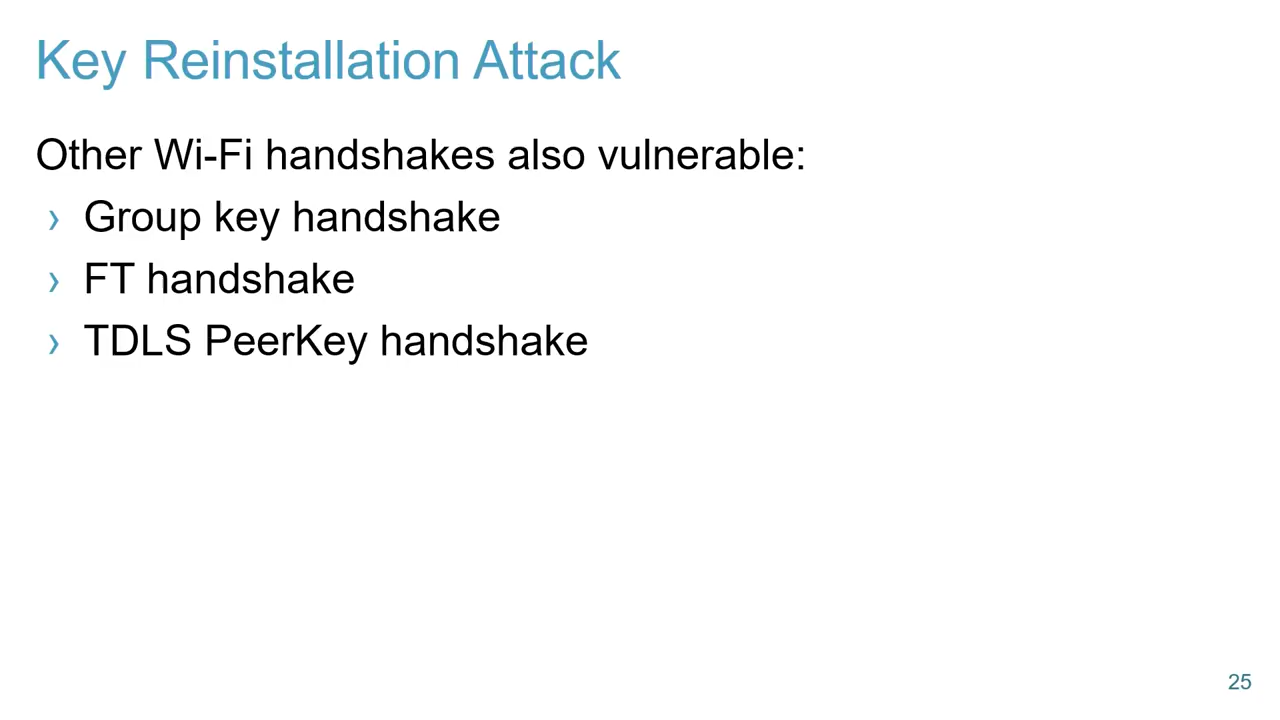 Key Reinstallation Attack
Other Wi-Fi handshakes also vulnerable:
› Group key handshake
› FT handshake
› TDLS PeerKey handshake
25